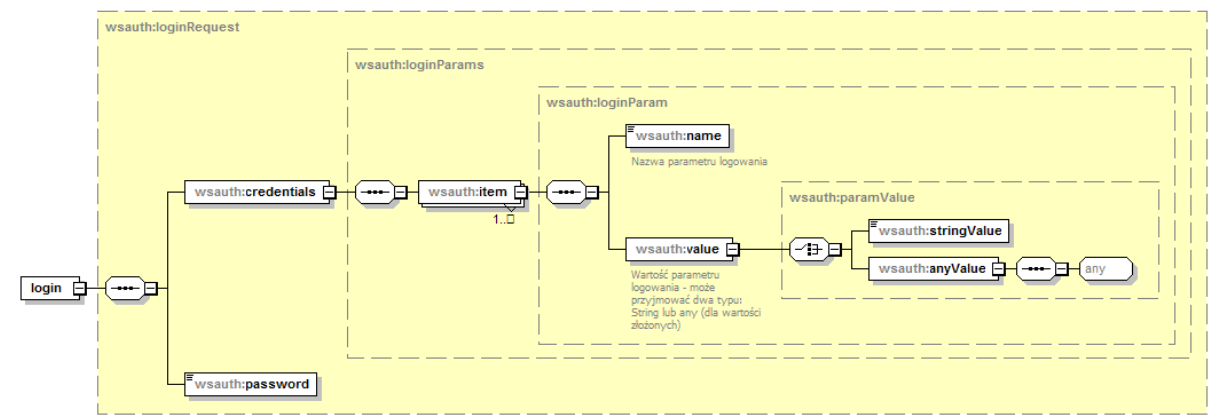 wsauth:loginRequest
wsauth:loginParams
wsauth:loginParam
wsauth:name
Nazwa parametru logowania
wsauth:credentials
wsauth:item
1..
wsauth:paramValue
wsauth:stringValue
wsauth:value
wsauth:anyValue
any
Wartość parametru
logowania - może
przyjmować dwa typu:
String lub any (dla wartości
złożonych)
login
wsauth:password